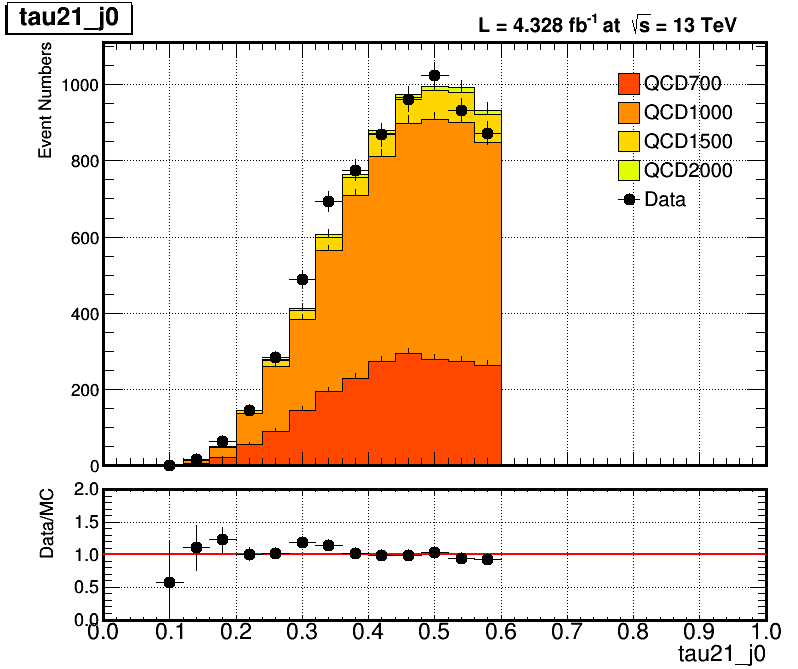 tau21_j0
L = 4.328 fb⁻¹ at √s = 13 TeV
Event Numbers
1000
800
600
400
200
0
QCD700
QCD1000
QCD1500
QCD2000
Data
Data/MC
2.0
1.5
1.0
0.5
0.0
0.0 0.1 0.2 0.3 0.4 0.5 0.6 0.7 0.8 0.9 1.0
tau21_j0